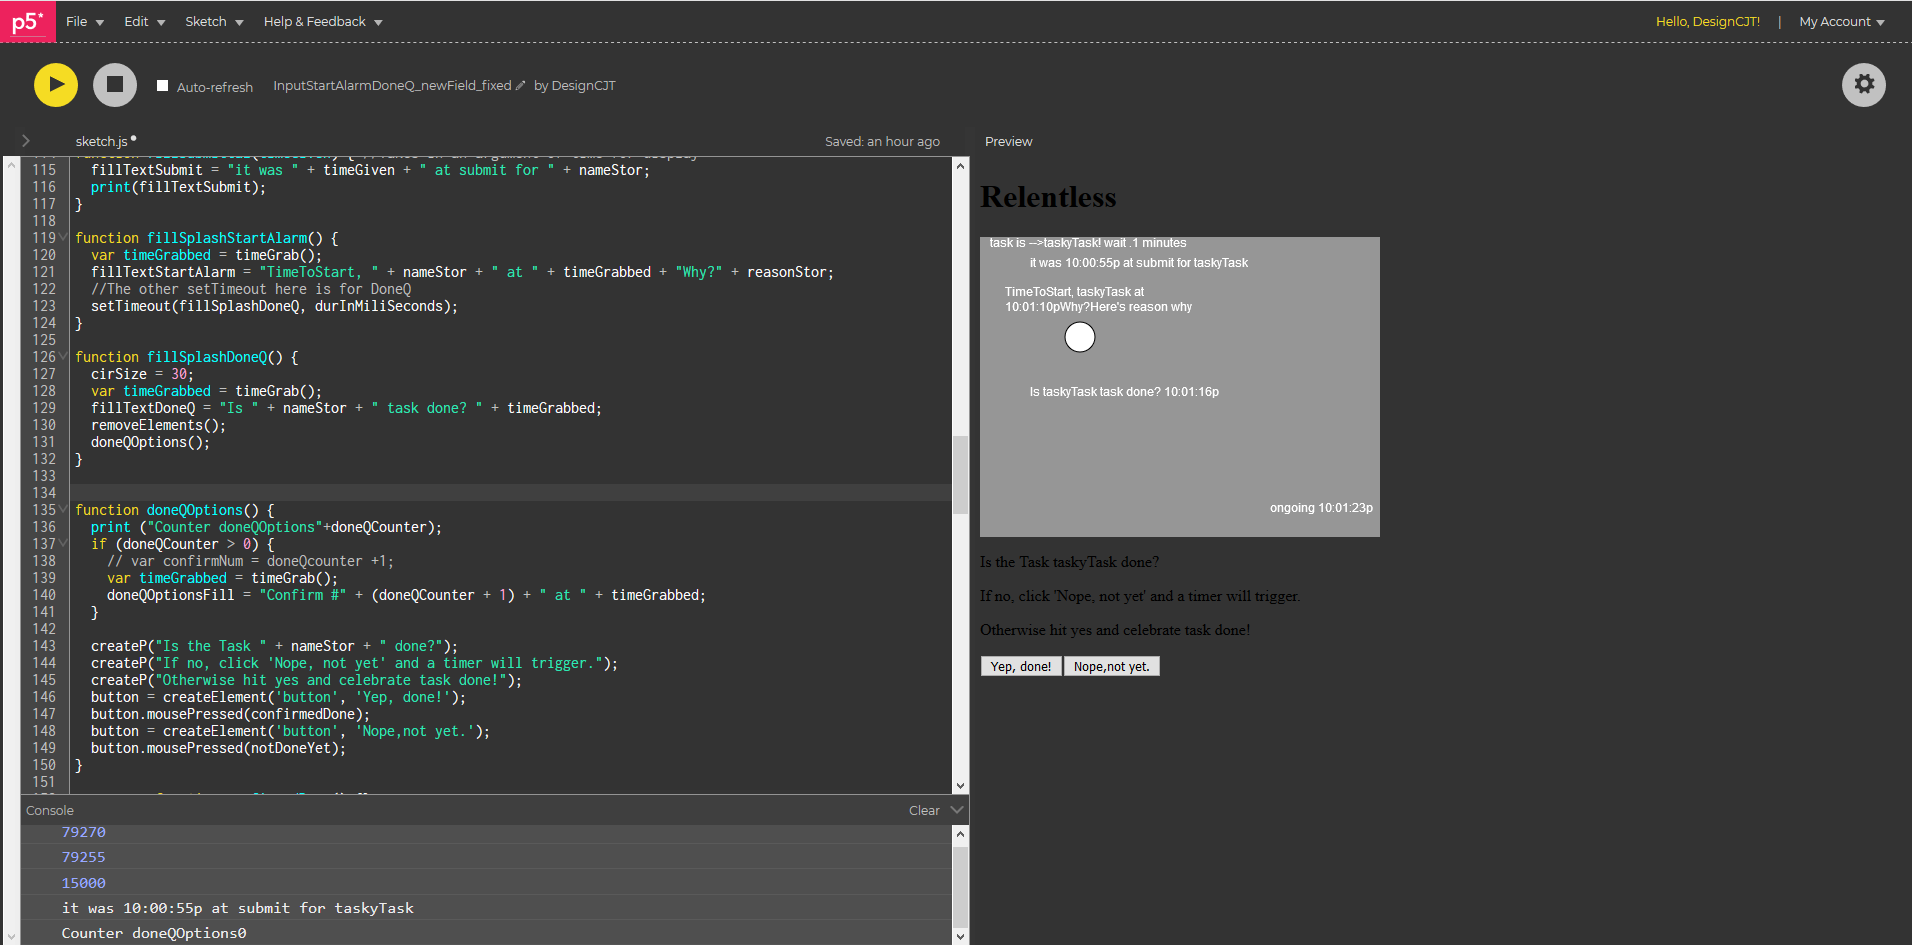 p5*
File Edit Sketch Help & Feedback Hello, DesignCJT! | My Account
Auto-refresh InputStartAlarmDoneQ_newField_fixed by DesignCJT
sketch.js Saved: an hour ago Preview
115 fillTextSubmit = "it was " + timeGiven + " at submit for " + nameStor;
116 print(fillTextSubmit);
117 }
118
119 function fillSplashStartAlarm() {
120 var timeGrabbed = timeGrab();
121 fillTextStartAlarm = "TimeToStart, " + nameStor + " at " + timeGrabbed + "Why?" + reasonStor;
122 //The other setTimeout here is for DoneQ
123 setTimeout(fillSplashDoneQ, durInMiliSeconds);
124 }
125
126 function fillSplashDoneQ() {
127 cirSize = 30;
128 var timeGrabbed = timeGrab();
129 fillTextDoneQ = "Is " + nameStor + " task done? " + timeGrabbed;
130 removeElements();
131 doneQOptions();
132 }
133
134
135 function doneQOptions() {
136 print ("Counter doneQOptions"+doneQCounter);
137 if (doneQCounter > 0) {
138 // var confirmNum = doneQcounter +1;
139 var timeGrabbed = timeGrab();
140 doneQOptionsFill = "Confirm #" + (doneQCounter + 1) + " at " + timeGrabbed;
141 }
142
143 createP("Is the Task " + nameStor + " done?");
144 createP("If no, click 'Nope, not yet' and a timer will trigger.");
145 createP("Otherwise hit yes and celebrate task done!");
146 button = createElement('button', 'Yep, done!');
147 button.mousePressed(confirmedDone);
148 button = createElement('button', 'Nope,not yet.');
149 button.mousePressed(notDoneYet);
150 }
151
Console Clear
79270
79255
15000
it was 10:00:55p at submit for taskyTask
Counter doneQOptions0
Relentless
task is -->taskyTask! wait .1 minutes
it was 10:00:55p at submit for taskyTask
TimeToStart, taskyTask at
10:01:10pWhy?Here's reason why
Is taskyTask task done? 10:01:16p
ongoing 10:01:23p
Is the Task taskyTask done?
If no, click 'Nope, not yet' and a timer will trigger.
Otherwise hit yes and celebrate task done!
Yep, done! Nope,not yet.